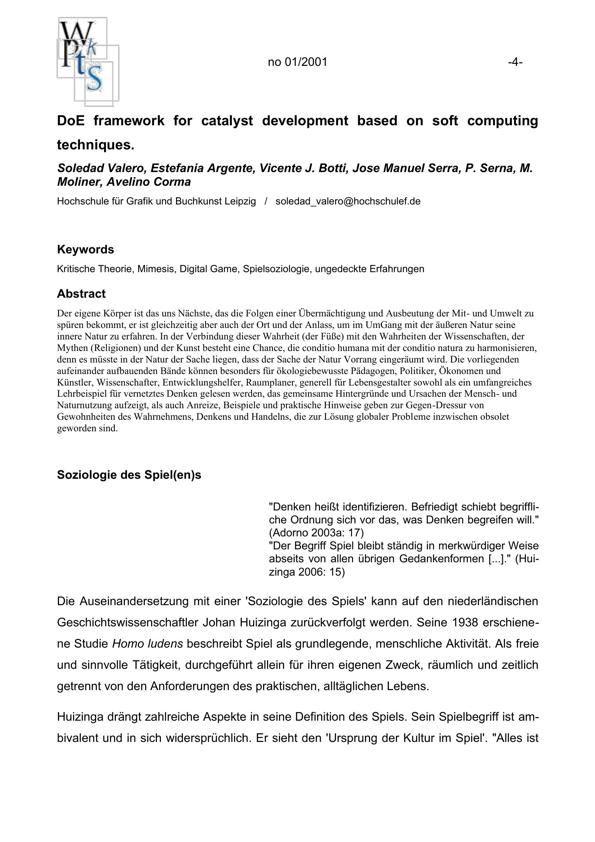 W
P k
t s
S
no 01/2001 -4-
DoE framework for catalyst development based on soft computing
techniques.
Soledad Valero, Estefania Argente, Vicente J. Botti, Jose Manuel Serra, P. Serna, M.
Moliner, Avelino Corma
Hochschule für Grafik und Buchkunst Leipzig / soledad_valero@hochschulef.de
Keywords
Kritische Theorie, Mimesis, Digital Game, Spielsoziologie, ungedeckte Erfahrungen
Abstract
Der eigene Körper ist das uns Nächste, das die Folgen einer Übermächtigung und Ausbeutung der Mit- und Umwelt zu
spüren bekommt, er ist gleichzeitig aber auch der Ort und der Anlass, um im UmGang mit der äußeren Natur seine
innere Natur zu erfahren. In der Verbindung dieser Wahrheit (der Füße) mit den Wahrheiten der Wissenschaften, der
Mythen (Religionen) und der Kunst besteht eine Chance, die conditio humana mit der conditio natura zu harmonisieren,
denn es müsste in der Natur der Sache liegen, dass der Sache der Natur Vorrang eingeräumt wird. Die vorliegenden
aufeinander aufbauenden Bände können besonders für ökologiebewusste Pädagogen, Politiker, Ökonomen und
Künstler, Wissenschafter, Entwicklungshelfer, Raumplaner, generell für Lebensgestalter sowohl als ein umfangreiches
Lehrbeispiel für vernetztes Denken gelesen werden, das gemeinsame Hintergründe und Ursachen der Mensch- und
Naturnutzung aufzeigt, als auch Anreize, Beispiele und praktische Hinweise geben zur Gegen-Dressur von
Gewohnheiten des Wahrnehmens, Denkens und Handelns, die zur Lösung globaler Probleme inzwischen obsolet
geworden sind.
Soziologie des Spiel(en)s
"Denken heißt identifizieren. Befriedigt schiebt begriffli-
che Ordnung sich vor das, was Denken begreifen will."
(Adorno 2003a: 17)
"Der Begriff Spiel bleibt ständig in merkwürdiger Weise
abseits von allen übrigen Gedankenformen [...]." (Hui-
zinga 2006: 15)
Die Auseinandersetzung mit einer 'Soziologie des Spiels' kann auf den niederländischen
Geschichtswissenschaftler Johan Huizinga zurückverfolgt werden. Seine 1938 erschiene-
ne Studie Homo ludens beschreibt Spiel als grundlegende, menschliche Aktivität. Als freie
und sinnvolle Tätigkeit, durchgeführt allein für ihren eigenen Zweck, räumlich und zeitlich
getrennt von den Anforderungen des praktischen, alltäglichen Lebens.
Huizinga drängt zahlreiche Aspekte in seine Definition des Spiels. Sein Spielbegriff ist am-
bivalent und in sich widersprüchlich. Er sieht den 'Ursprung der Kultur im Spiel'. "Alles ist